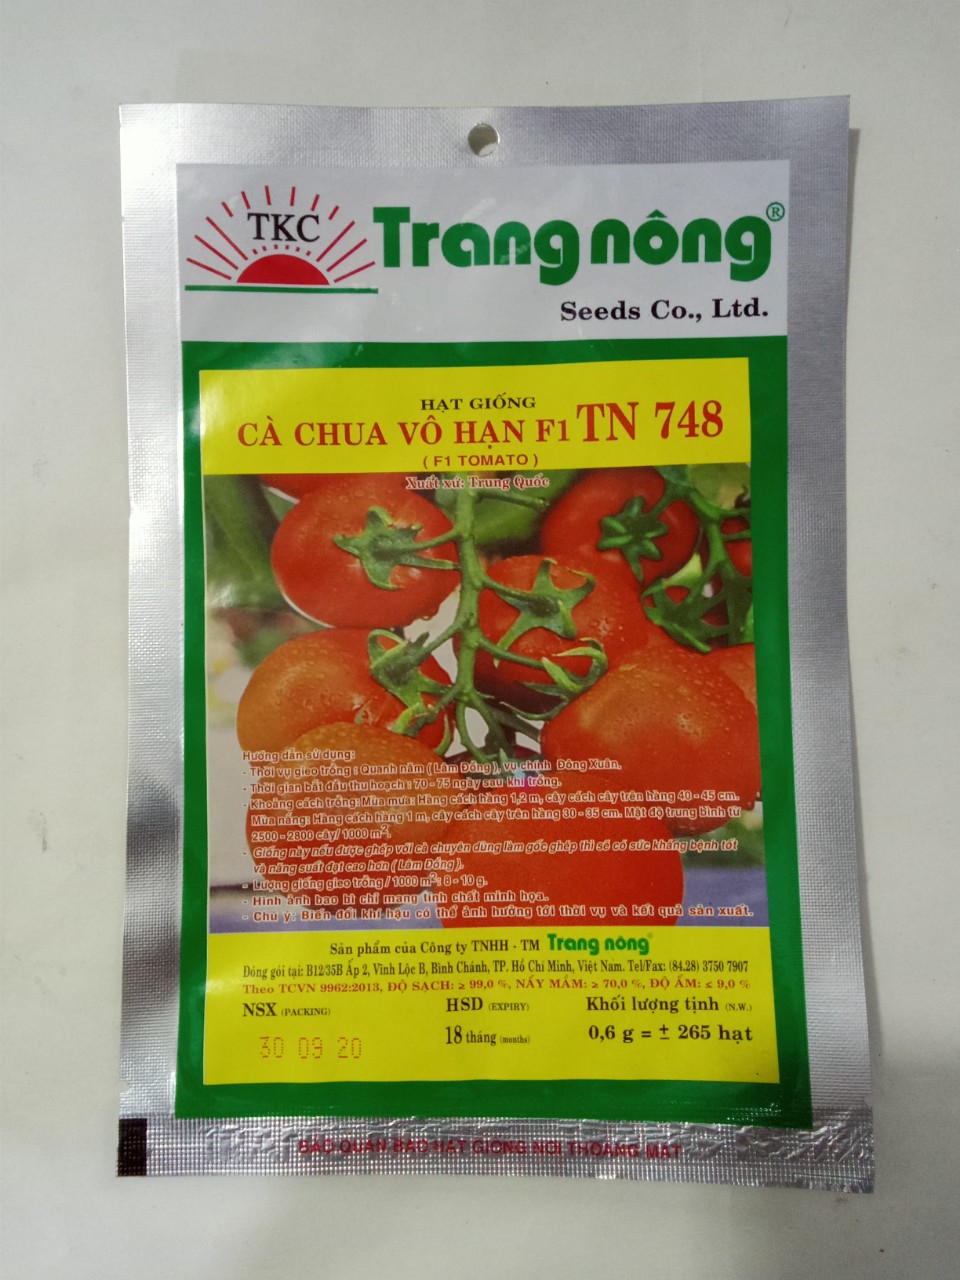 TKC
Trang nông®
Seeds Co., Ltd.
HẠT GIỐNG
CÀ CHUA VÔ HẠN F1 TN 748
( F1 TOMATO )
Xuất xứ: Trung Quốc
Hướng dẫn sử dụng:
- Thời vụ gieo trồng : Quanh năm ( Lâm Đồng ), vụ chính Đông Xuân.
- Thời gian bắt đầu thu hoạch : 70 - 75 ngày sau khi trồng.
- Khoảng cách trồng: Mùa mưa: Hàng cách hàng 1,2 m, cây cách cây trên hàng 40 - 45 cm.
Mùa nắng: Hàng cách hàng 1 m, cây cách cây trên hàng 30 - 35 cm. Mật độ trung bình từ
2500 - 2800 cây/ 1000 m².
- Giống này nếu được ghép với cà chuyên dùng làm gốc ghép thì sẽ có sức kháng bệnh tốt
và năng suất đạt cao hơn ( Lâm Đồng ).
- Lượng giống gieo trồng / 1000 m²: 8 - 10 g.
- Hình ảnh bao bì chỉ mang tính chất minh họa.
- Chú ý: Biến đổi khí hậu có thể ảnh hưởng tới thời vụ và kết quả sản xuất.
Sản phẩm của Công ty TNHH - TM Trang nông®
Đóng gói tại: B12/35B Ấp 2, Vĩnh Lộc B, Bình Chánh, TP. Hồ Chí Minh, Việt Nam. Tel/Fax: (84.28) 3750 7907
Theo TCVN 9962:2013, ĐỘ SẠCH: ≥ 99,0 %, NẨY MẦM: ≥ 70,0 %, ĐỘ ẨM: ≤ 9,0 %
NSX (PACKING) HSD (EXPIRY) Khối lượng tịnh (N.W.)
30 09 20 18 tháng (months) 0,6 g = ± 265 hạt
BẢO QUẢN BAO HẠT GIỐNG NƠI THOÁNG MÁT